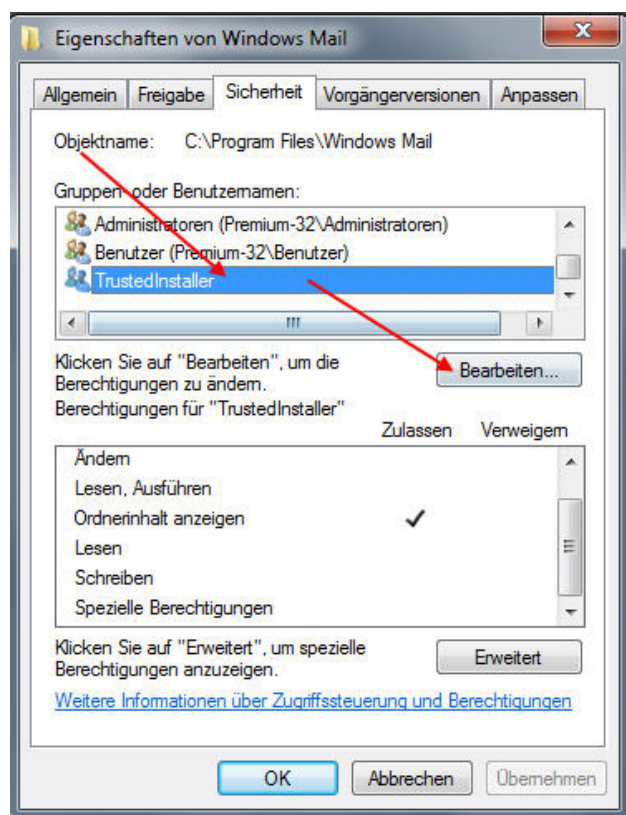 Eigenschaften von Windows Mail
Allgemein Freigabe Sicherheit Vorgängerversionen Anpassen
Objektname: C:\Program Files\Windows Mail
Gruppen- oder Benutzernamen:
Administratoren (Premium-32\Administratoren)
Benutzer (Premium-32\Benutzer)
TrustedInstaller
Klicken Sie auf "Bearbeiten", um die
Berechtigungen zu ändern.
Bearbeiten...
Berechtigungen für "TrustedInstaller"
Zulassen Verweigern
Ändern
Lesen, Ausführen
Ordnerinhalt anzeigen
Lesen
Schreiben
Spezielle Berechtigungen
Klicken Sie auf "Erweitert", um spezielle
Berechtigungen anzuzeigen.
Erweitert
Weitere Informationen über Zugriffssteuerung und Berechtigungen
OK Abbrechen Übernehmen